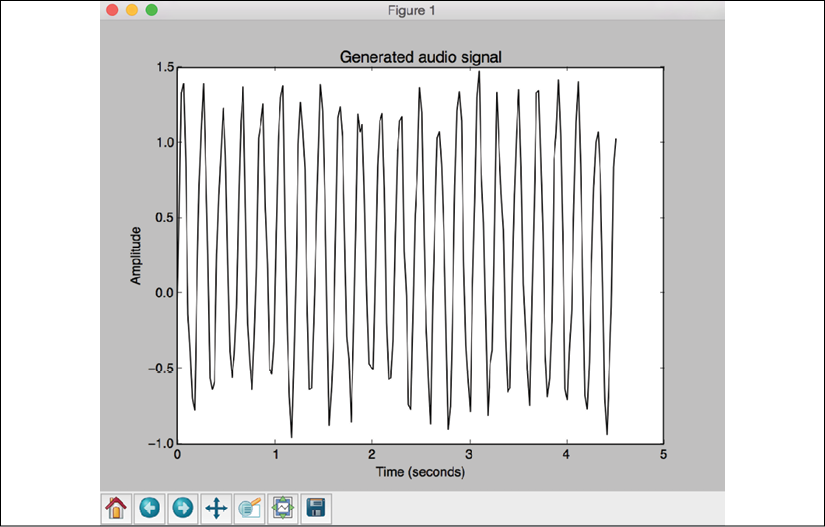 Figure 1
Generated audio signal
1.5
1.0
0.5
0.0
−0.5
−1.0
Amplitude
0 1 2 3 4 5
Time (seconds)